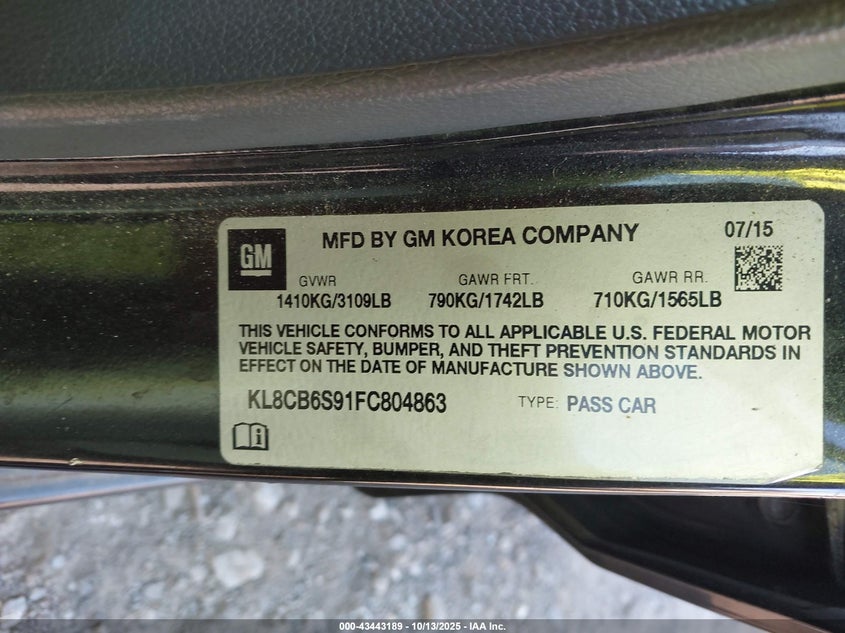 GM
MFD BY GM KOREA COMPANY
07/15
GVWR
GAWR FRT.
GAWR RR.
1410KG/3109LB
790KG/1742LB
710KG/1565LB
THIS VEHICLE CONFORMS TO ALL APPLICABLE U.S. FEDERAL MOTOR
VEHICLE SAFETY, BUMPER, AND THEFT PREVENTION STANDARDS IN
EFFECT ON THE DATE OF MANUFACTURE SHOWN ABOVE.
KL8CB6S91FC804863
TYPE: PASS CAR
000-43443189 - 10/13/2025 - IAA Inc.